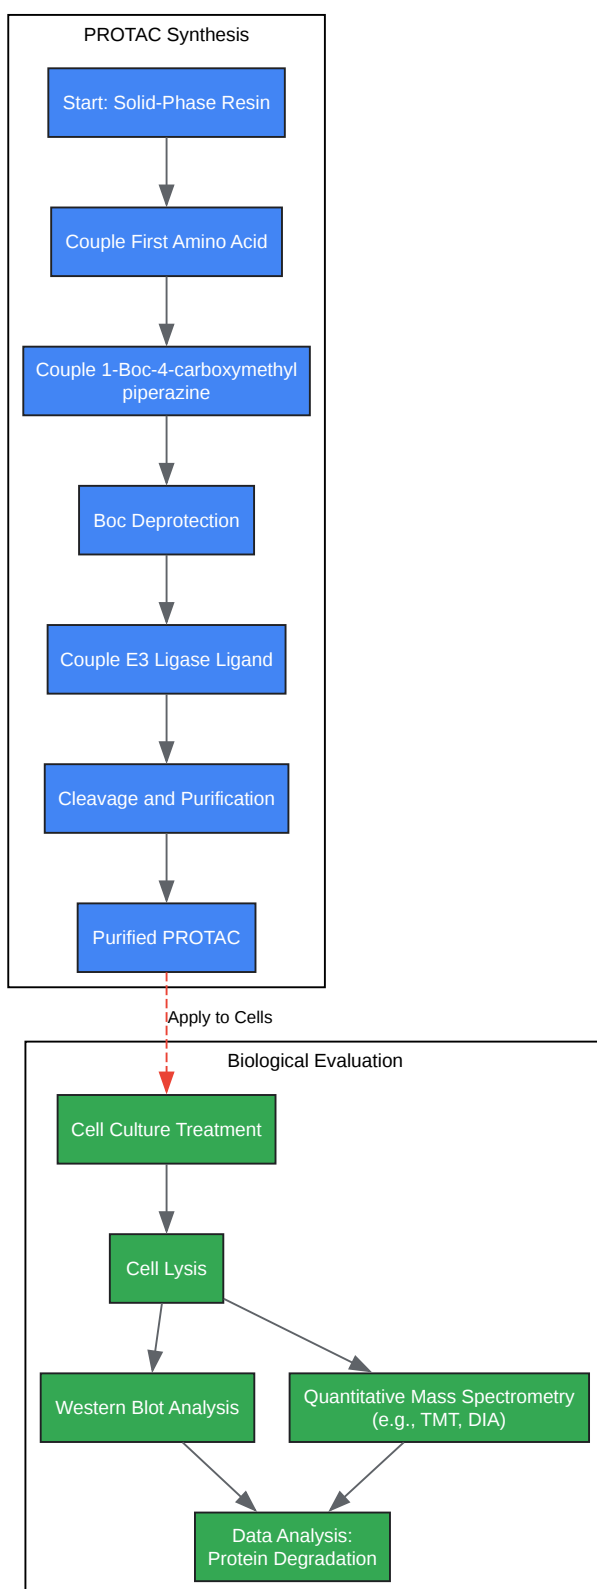 PROTAC Synthesis
Start: Solid-Phase Resin
Couple First Amino Acid
Couple 1-Boc-4-carboxymethyl
piperazine
Boc Deprotection
Couple E3 Ligase Ligand
Cleavage and Purification
Purified PROTAC
Apply to Cells
Biological Evaluation
Cell Culture Treatment
Cell Lysis
Western Blot Analysis
Quantitative Mass Spectrometry
(e.g., TMT, DIA)
Data Analysis:
Protein Degradation